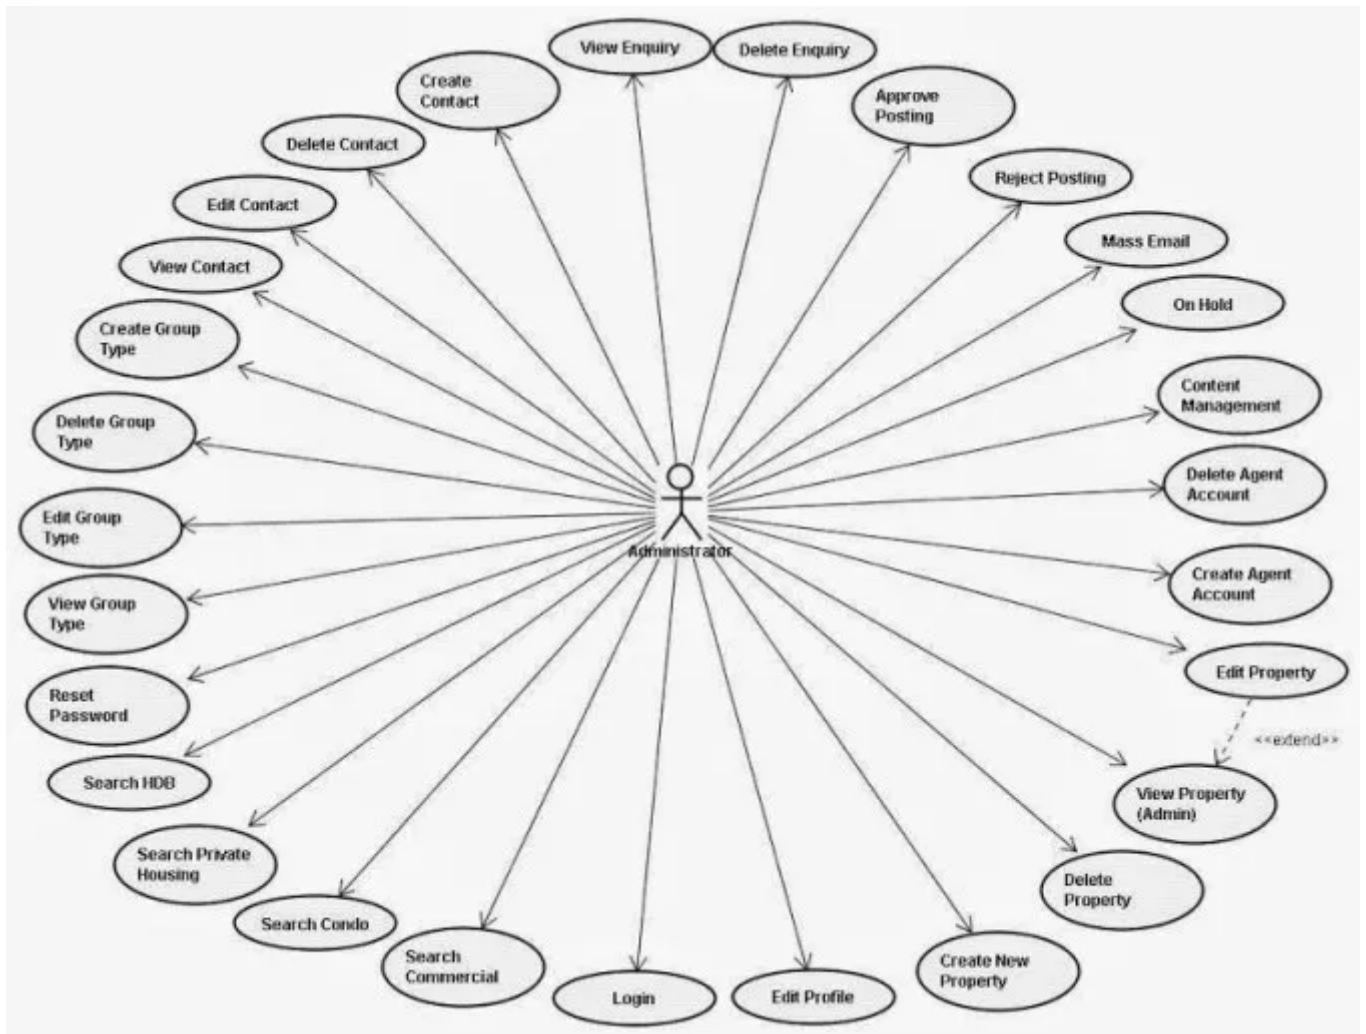 View Enquiry
Delete Enquiry
Create
Contact
Approve
Posting
Delete Contact
Reject Posting
Edit Contact
Mass Email
View Contact
On Hold
Create Group
Type
Content
Management
Delete Group
Type
Delete Agent
Account
Edit Group
Type
Administrator
Create Agent
Account
View Group
Type
Edit Property
Reset
Password
<<extend>>
Search HDB
View Property
(Admin)
Search Private
Housing
Delete
Property
Search Condo
Search
Commercial
Create New
Property
Login
Edit Profile